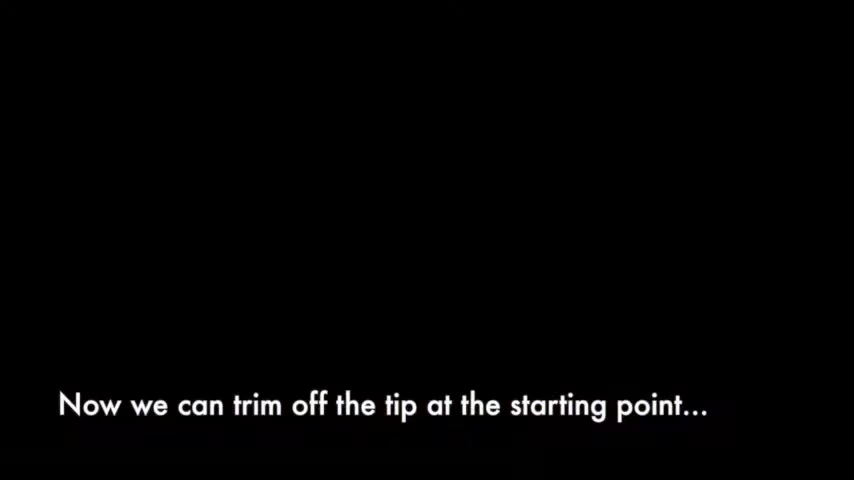 Now we can trim off the tip at the starting point...